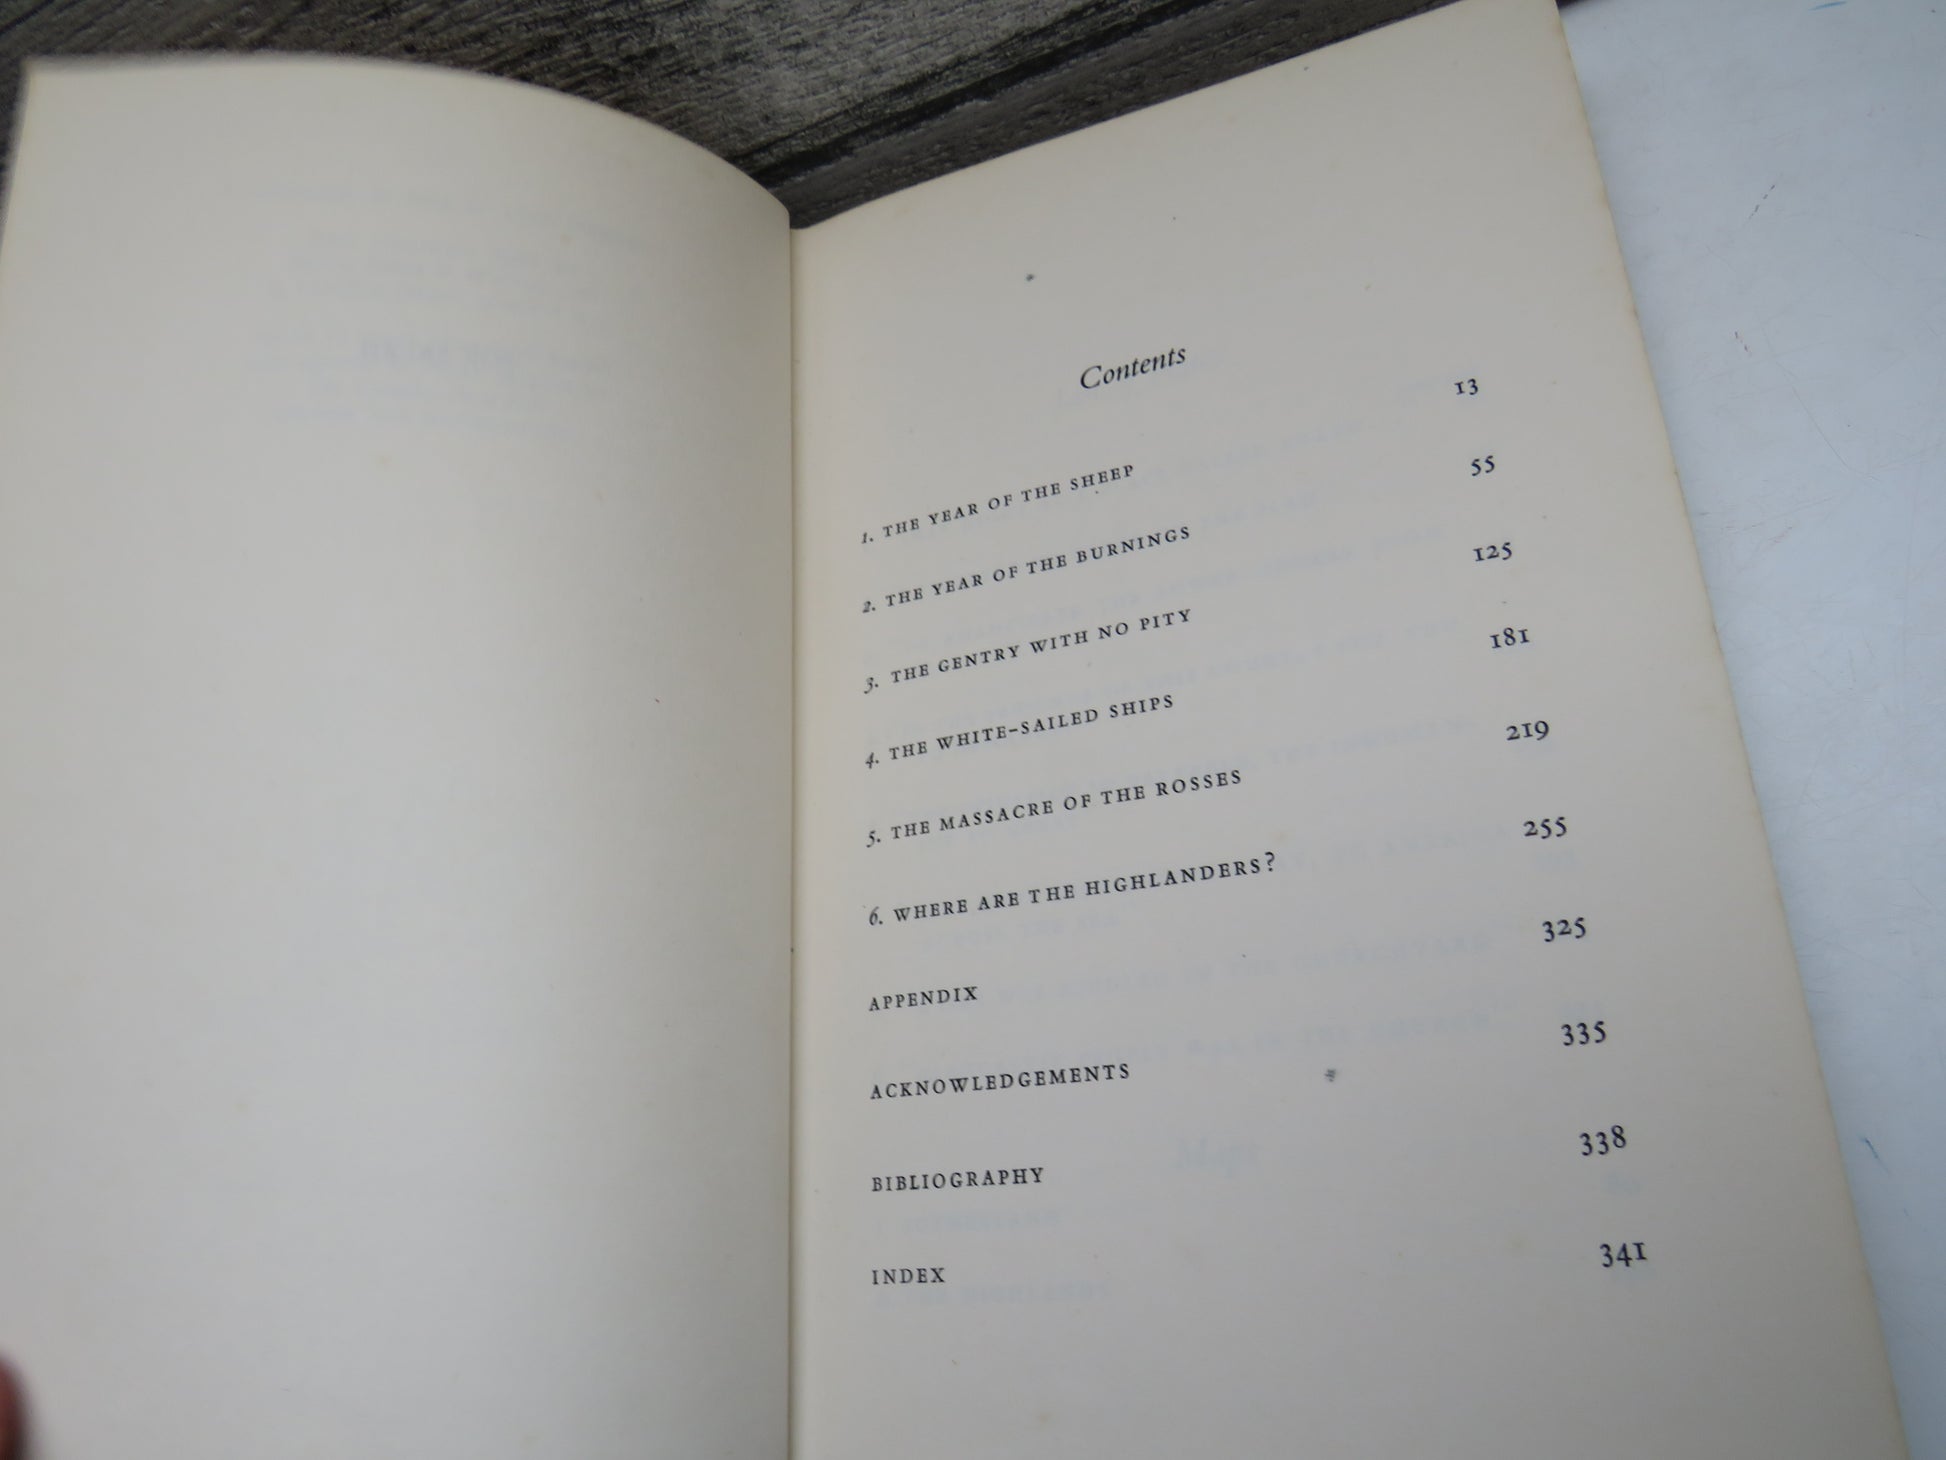 Contents
1. THE YEAR OF THE SHEEP 13
2. THE YEAR OF THE BURNINGS 55
3. THE GENTRY WITH NO PITY 125
4. THE WHITE-SAILED SHIPS 181
5. THE MASSACRE OF THE ROSSES 219
6. WHERE ARE THE HIGHLANDERS? 255
APPENDIX 325
ACKNOWLEDGEMENTS 335
BIBLIOGRAPHY 338
INDEX 341